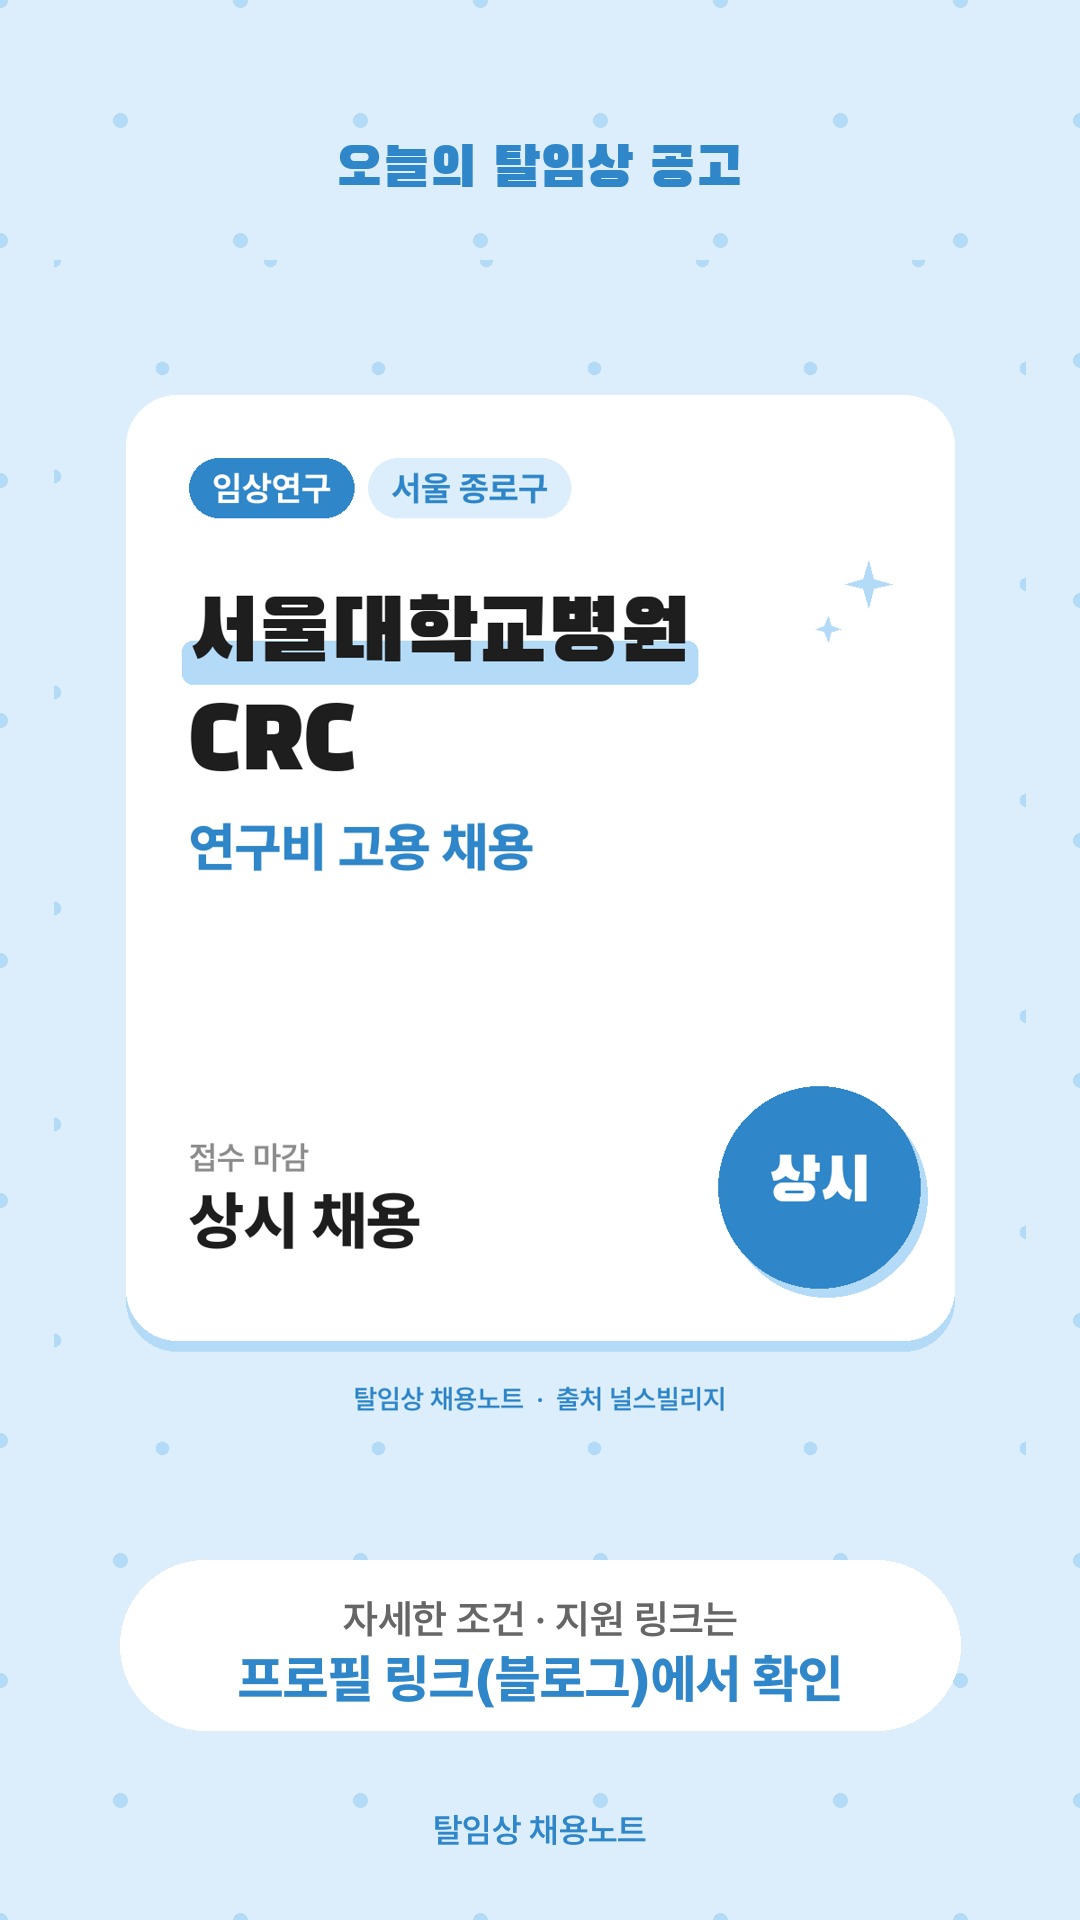 오늘의 탈임상 공고
임상연구
서울 종로구
서울대학교병원
CRC
연구비 고용 채용
접수 마감
상시 채용
상시
탈임상 채용노트 · 출처 널스빌리지
자세한 조건 · 지원 링크는
프로필 링크(블로그)에서 확인
탈임상 채용노트